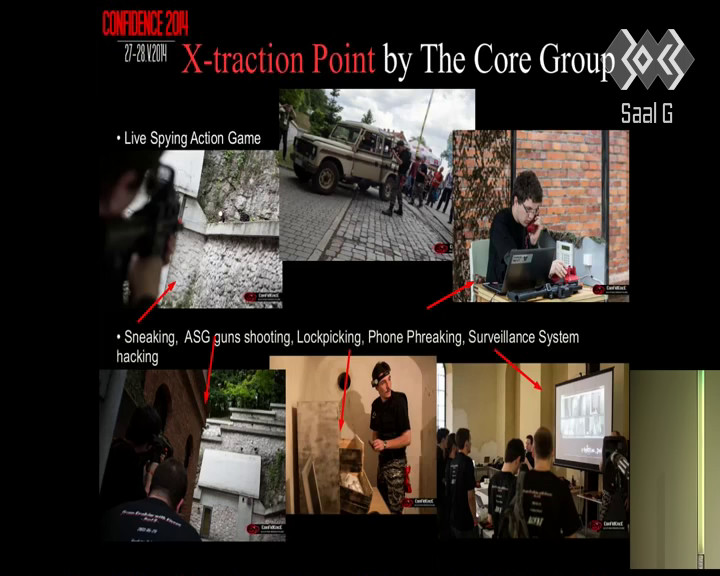 CONFIDENCE 2014
27-28.V.2014
X-traction Point by The Core Group
Saal G
• Live Spying Action Game
• Sneaking, ASG guns shooting, Lockpicking, Phone Phreaking, Surveillance System
hacking